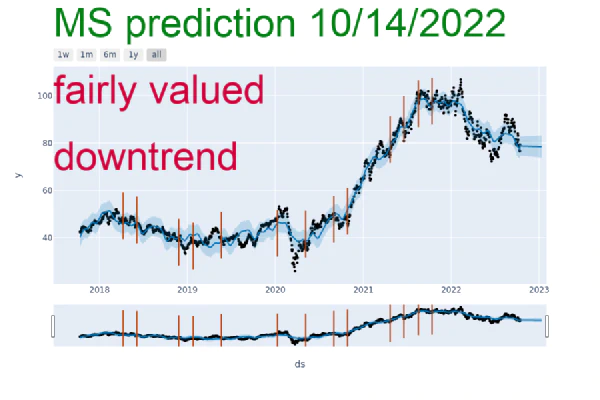 MS prediction 10/14/2022
1w 1m 6m 1y all
fairly valued
downtrend
100
80
60
40
y
2018 2019 2020 2021 2022 2023
ds